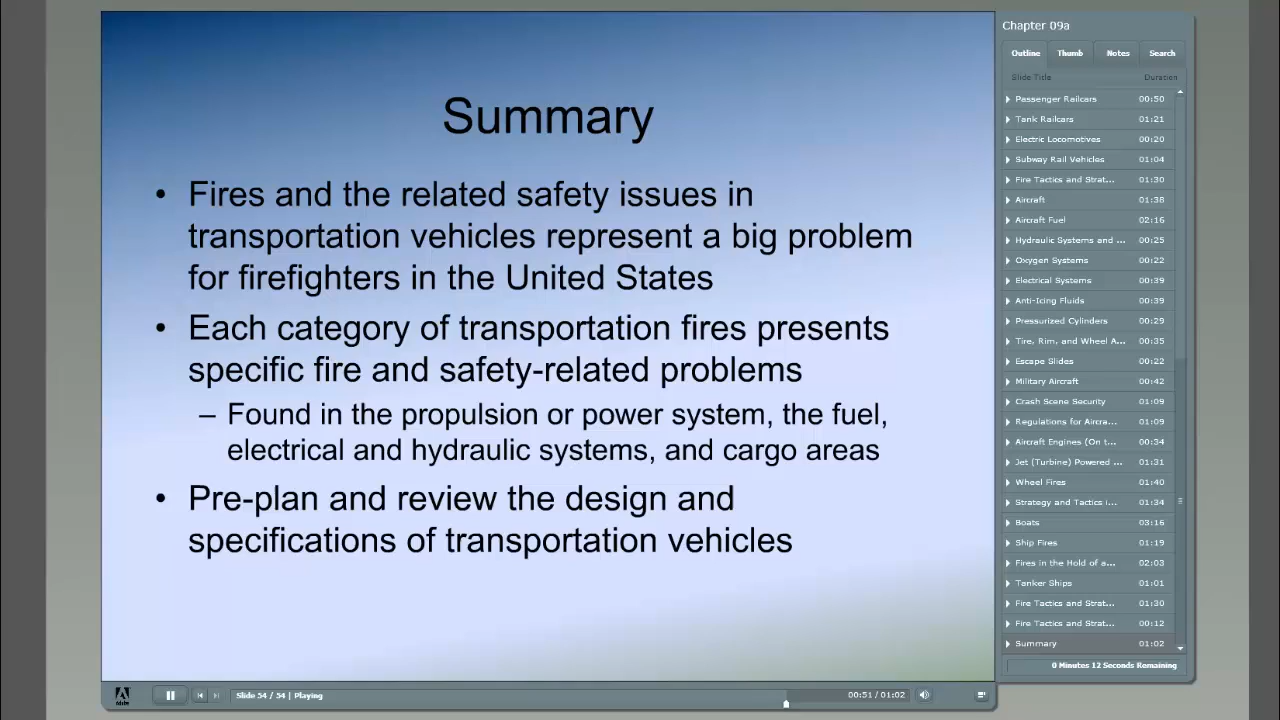 Summary
• Fires and the related safety issues in
transportation vehicles represent a big problem
for firefighters in the United States
• Each category of transportation fires presents
specific fire and safety-related problems
– Found in the propulsion or power system, the fuel,
electrical and hydraulic systems, and cargo areas
• Pre-plan and review the design and
specifications of transportation vehicles
Chapter 09a
Outline Thumb Notes Search
Slide Title Duration
Passenger Railcars 00:50
Tank Railcars 01:21
Electric Locomotives 00:20
Subway Rail Vehicles 01:04
Fire Tactics and Strat... 01:30
Aircraft 01:38
Aircraft Fuel 02:16
Hydraulic Systems and ... 00:25
Oxygen Systems 00:22
Electrical Systems 00:39
Anti-Icing Fluids 00:39
Pressurized Cylinders 00:29
Tire, Rim, and Wheel A... 00:35
Escape Slides 00:22
Military Aircraft 00:42
Crash Scene Security 01:09
Regulations for Aircra... 01:09
Aircraft Engines (On t... 00:34
Jet (Turbine) Powered ... 01:31
Wheel Fires 01:40
Strategy and Tactics i... 01:34
Boats 03:16
Ship Fires 01:19
Fires in the Hold of a... 02:03
Tanker Ships 01:01
Fire Tactics and Strat... 01:30
Fire Tactics and Strat... 00:12
Summary 01:02
0 Minutes 12 Seconds Remaining
Adobe
Slide 54 / 54 | Playing
00:51 / 01:02